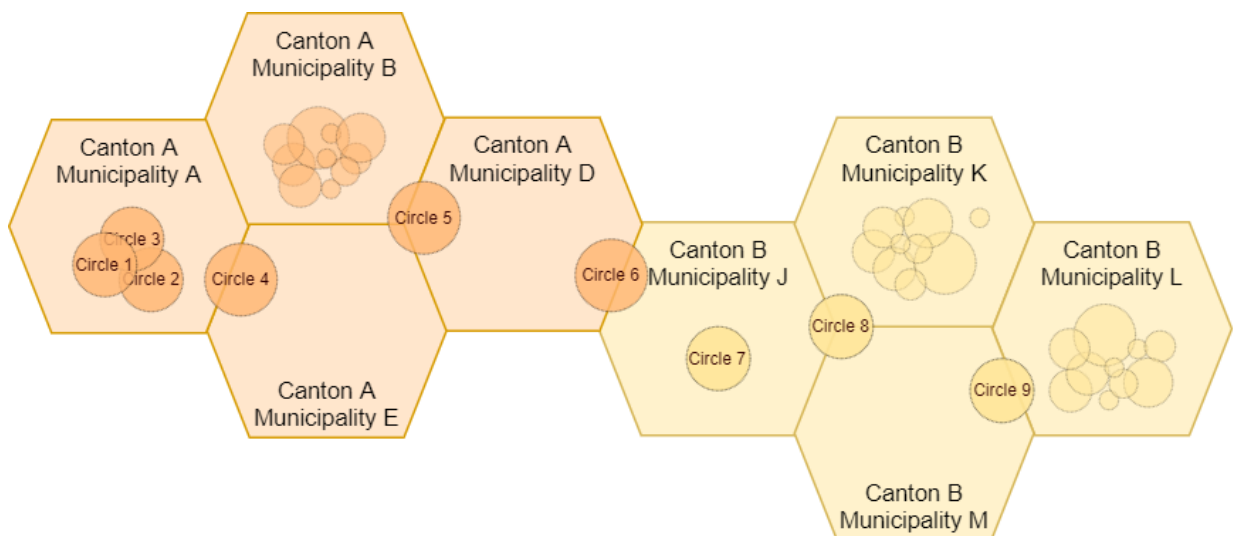 Canton A
Municipality B
Canton A
Municipality A
Canton A
Municipality D
Canton B
Municipality K
Circle 3
Circle 1
Circle 2
Circle 4
Circle 5
Circle 6
Canton B
Municipality J
Canton B
Municipality L
Circle 8
Circle 7
Circle 9
Canton A
Municipality E
Canton B
Municipality M